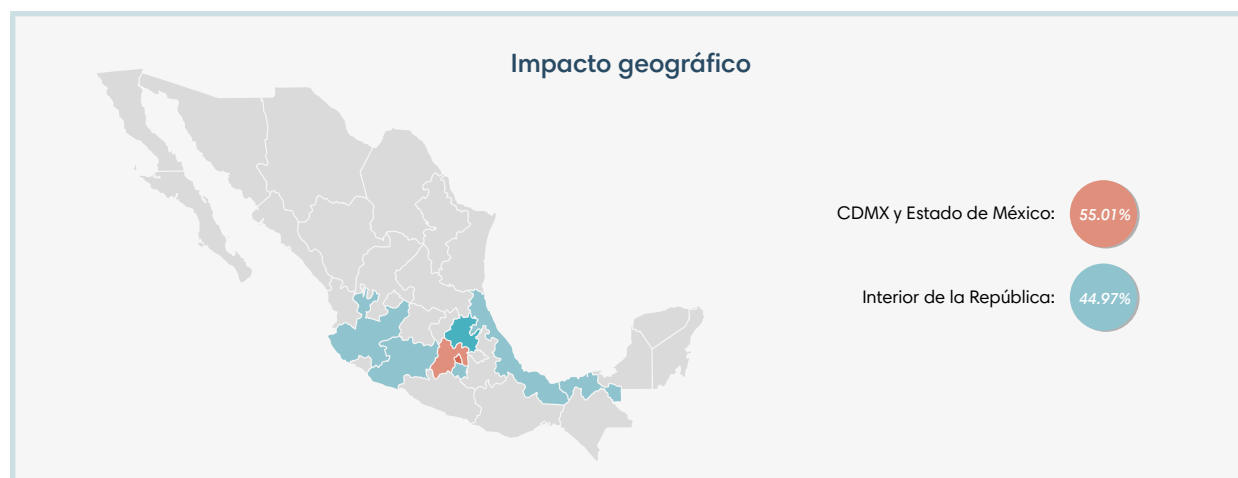 Impacto geográfico
CDMX y Estado de México: 55.01%
Interior de la República: 44.97%